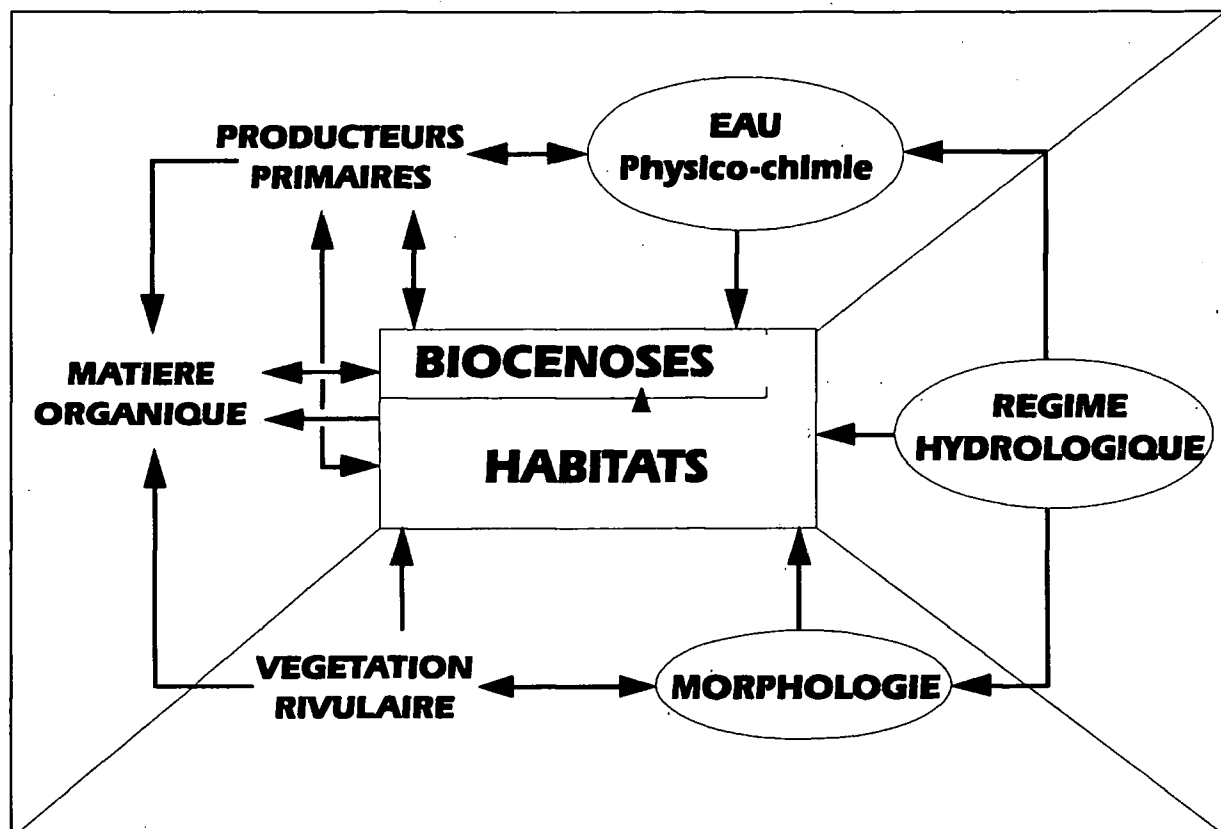 PRODUCTEURS
PRIMAIRES
EAU
Physico-chimie
BIOCENOSES
MATIERE
ORGANIQUE
REGIME
HYDROLOGIQUE
HABITATS
VEGETATION
RIVULAIRE
MORPHOLOGIE